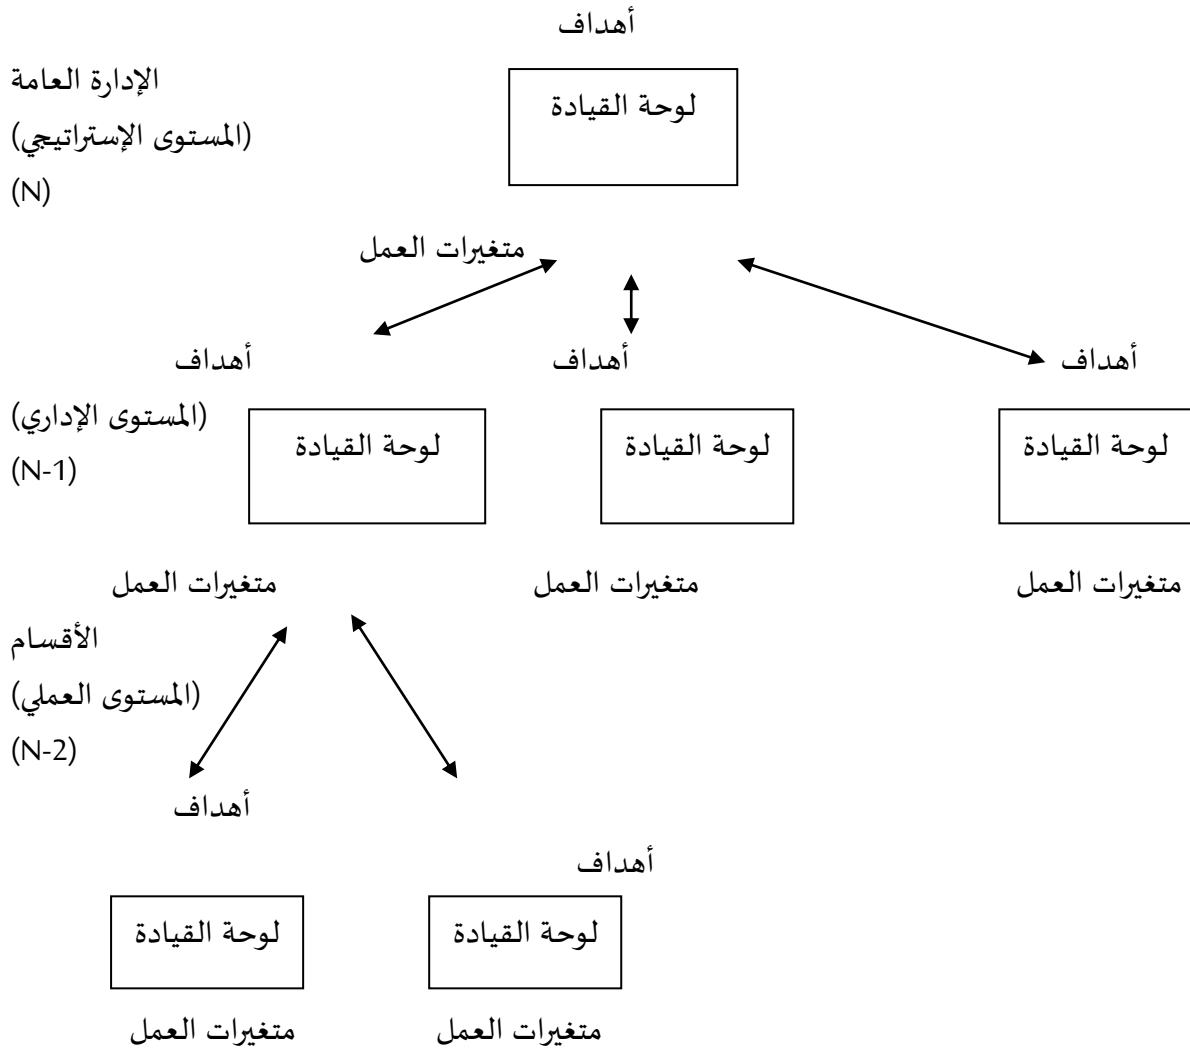 أهداف
الإدارة العامة
لوحة القيادة
(المستوى الإستراتيجي)
(N)
متغيرات العمل
أهداف
أهداف
أهداف
(المستوى الإداري)
لوحة القيادة
لوحة القيادة
لوحة القيادة
(N-1)
متغيرات العمل
متغيرات العمل
متغيرات العمل
الأقسام
(المستوى العملي)
(N-2)
أهداف
أهداف
لوحة القيادة
لوحة القيادة
متغيرات العمل
متغيرات العمل